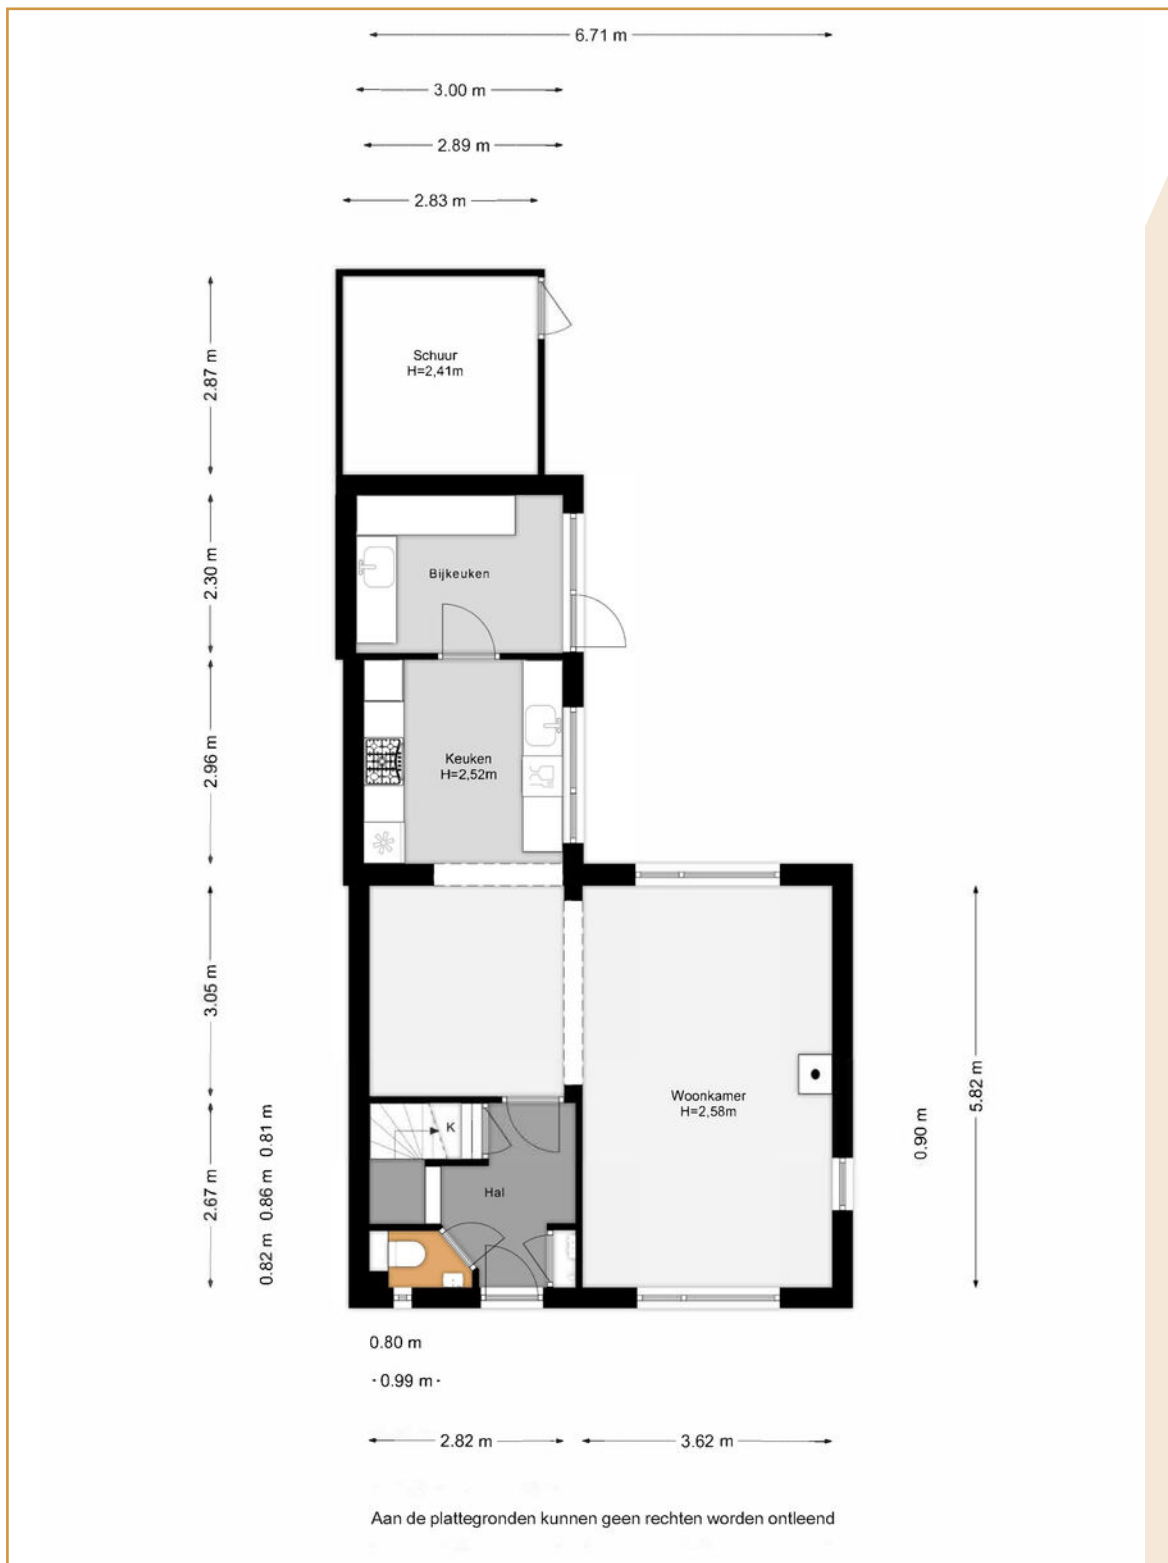 6.71 m
3.00 m
2.89 m
2.83 m
2.87 m
Schuur
H=2,41m
2.30 m
Bijkeuken
2.96 m
Keuken
H=2,52m
3.05 m
5.82 m
Woonkamer
H=2,58m
0.90 m
K
2.67 m
0.81 m
0.86 m
0.82 m
Hal
0.80 m
0.99 m
2.82 m
3.62 m
Aan de plattegronden kunnen geen rechten worden ontleend